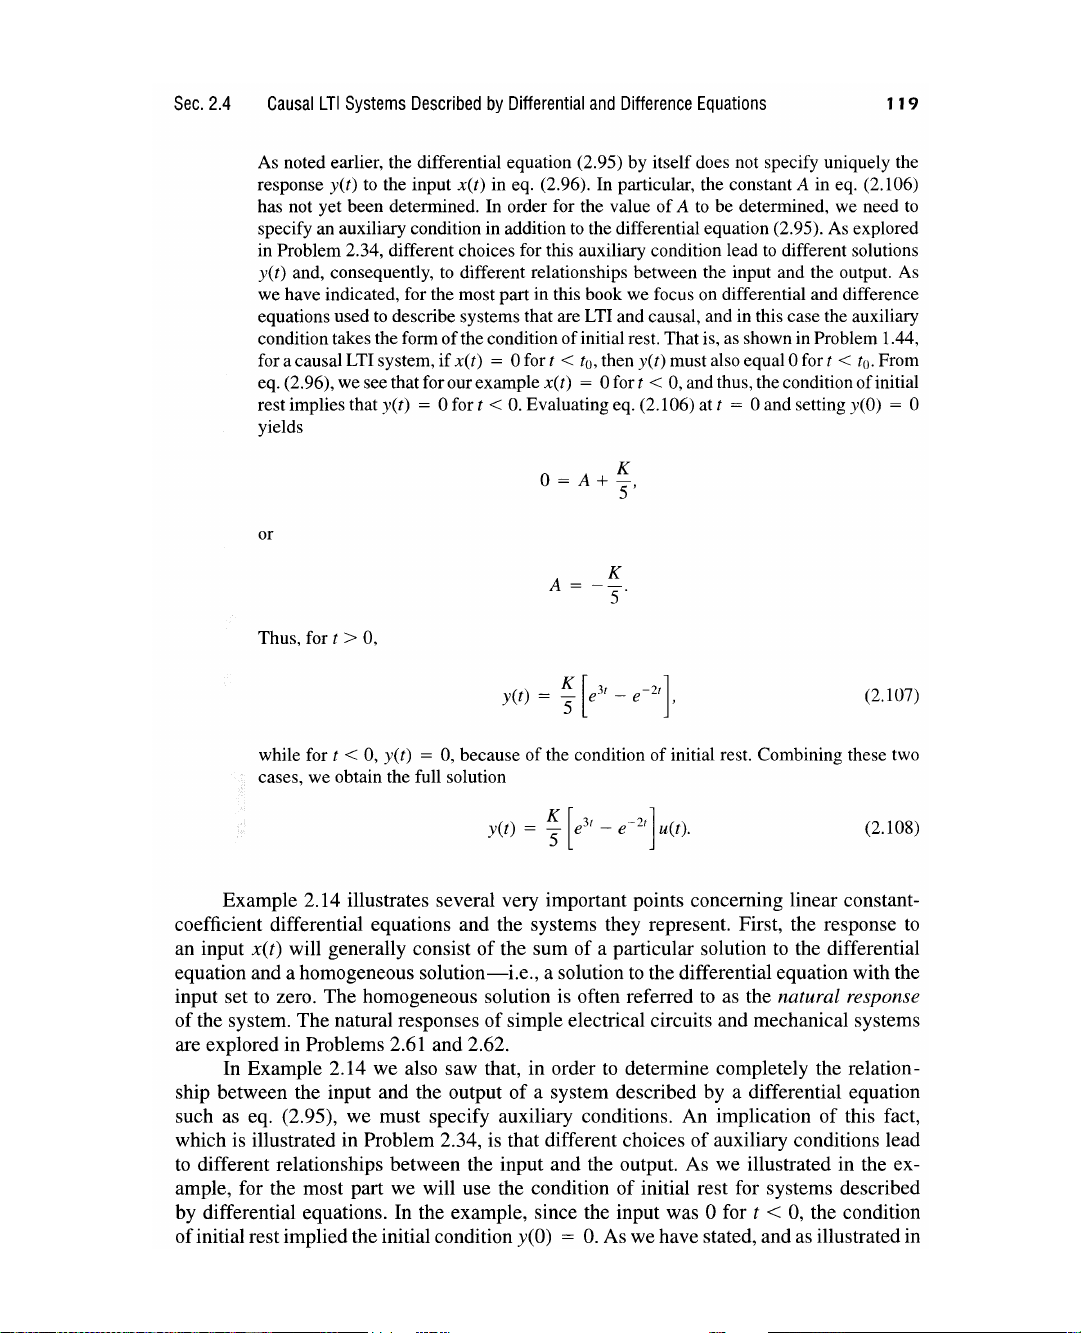 Sec. 2.4 Causal LTI Systems Described by Differential and Difference Equations 119
As noted earlier, the differential equation (2.95) by itself does not specify uniquely the
response y(t) to the input x(t) in eq. (2.96). In particular, the constant A in eq. (2.106)
has not yet been determined. In order for the value of A to be determined, we need to
specify an auxiliary condition in addition to the differential equation (2.95). As explored
in Problem 2.34, different choices for this auxiliary condition lead to different solutions
y(t) and, consequently, to different relationships between the input and the output. As
we have indicated, for the most part in this book we focus on differential and difference
equations used to describe systems that are LTI and causal, and in this case the auxiliary
condition takes the form of the condition of initial rest. That is, as shown in Problem 1.44,
for a causal LTI system, if x(t) = 0 for t < t₀, then y(t) must also equal 0 for t < t₀. From
eq. (2.96), we see that for our example x(t) = 0 for t < 0, and thus, the condition of initial
rest implies that y(t) = 0 for t < 0. Evaluating eq. (2.106) at t = 0 and setting y(0) = 0
yields
0 = A + K/5,
or
A = −K/5.
Thus, for t > 0,
y(t) = K/5 [e^{3t} − e^{−2t}], (2.107)
while for t < 0, y(t) = 0, because of the condition of initial rest. Combining these two
cases, we obtain the full solution
y(t) = K/5 [e^{3t} − e^{−2t}] u(t). (2.108)
Example 2.14 illustrates several very important points concerning linear constant-
coefficient differential equations and the systems they represent. First, the response to
an input x(t) will generally consist of the sum of a particular solution to the differential
equation and a homogeneous solution—i.e., a solution to the differential equation with the
input set to zero. The homogeneous solution is often referred to as the natural response
of the system. The natural responses of simple electrical circuits and mechanical systems
are explored in Problems 2.61 and 2.62.
In Example 2.14 we also saw that, in order to determine completely the relation-
ship between the input and the output of a system described by a differential equation
such as eq. (2.95), we must specify auxiliary conditions. An implication of this fact,
which is illustrated in Problem 2.34, is that different choices of auxiliary conditions lead
to different relationships between the input and the output. As we illustrated in the ex-
ample, for the most part we will use the condition of initial rest for systems described
by differential equations. In the example, since the input was 0 for t < 0, the condition
of initial rest implied the initial condition y(0) = 0. As we have stated, and as illustrated in